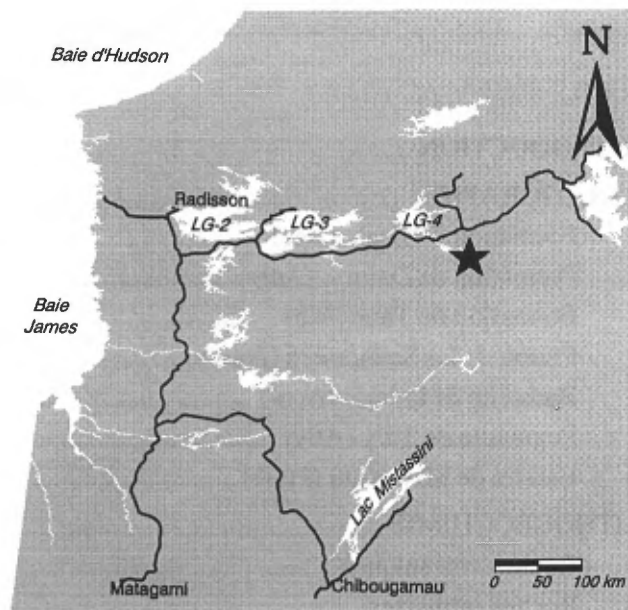 Baie d'Hudson
N
Radisson
LG-2
LG-3
LG-4
Baie
James
Lac Mistassini
Matagami
Chibougamau
0 50 100 km